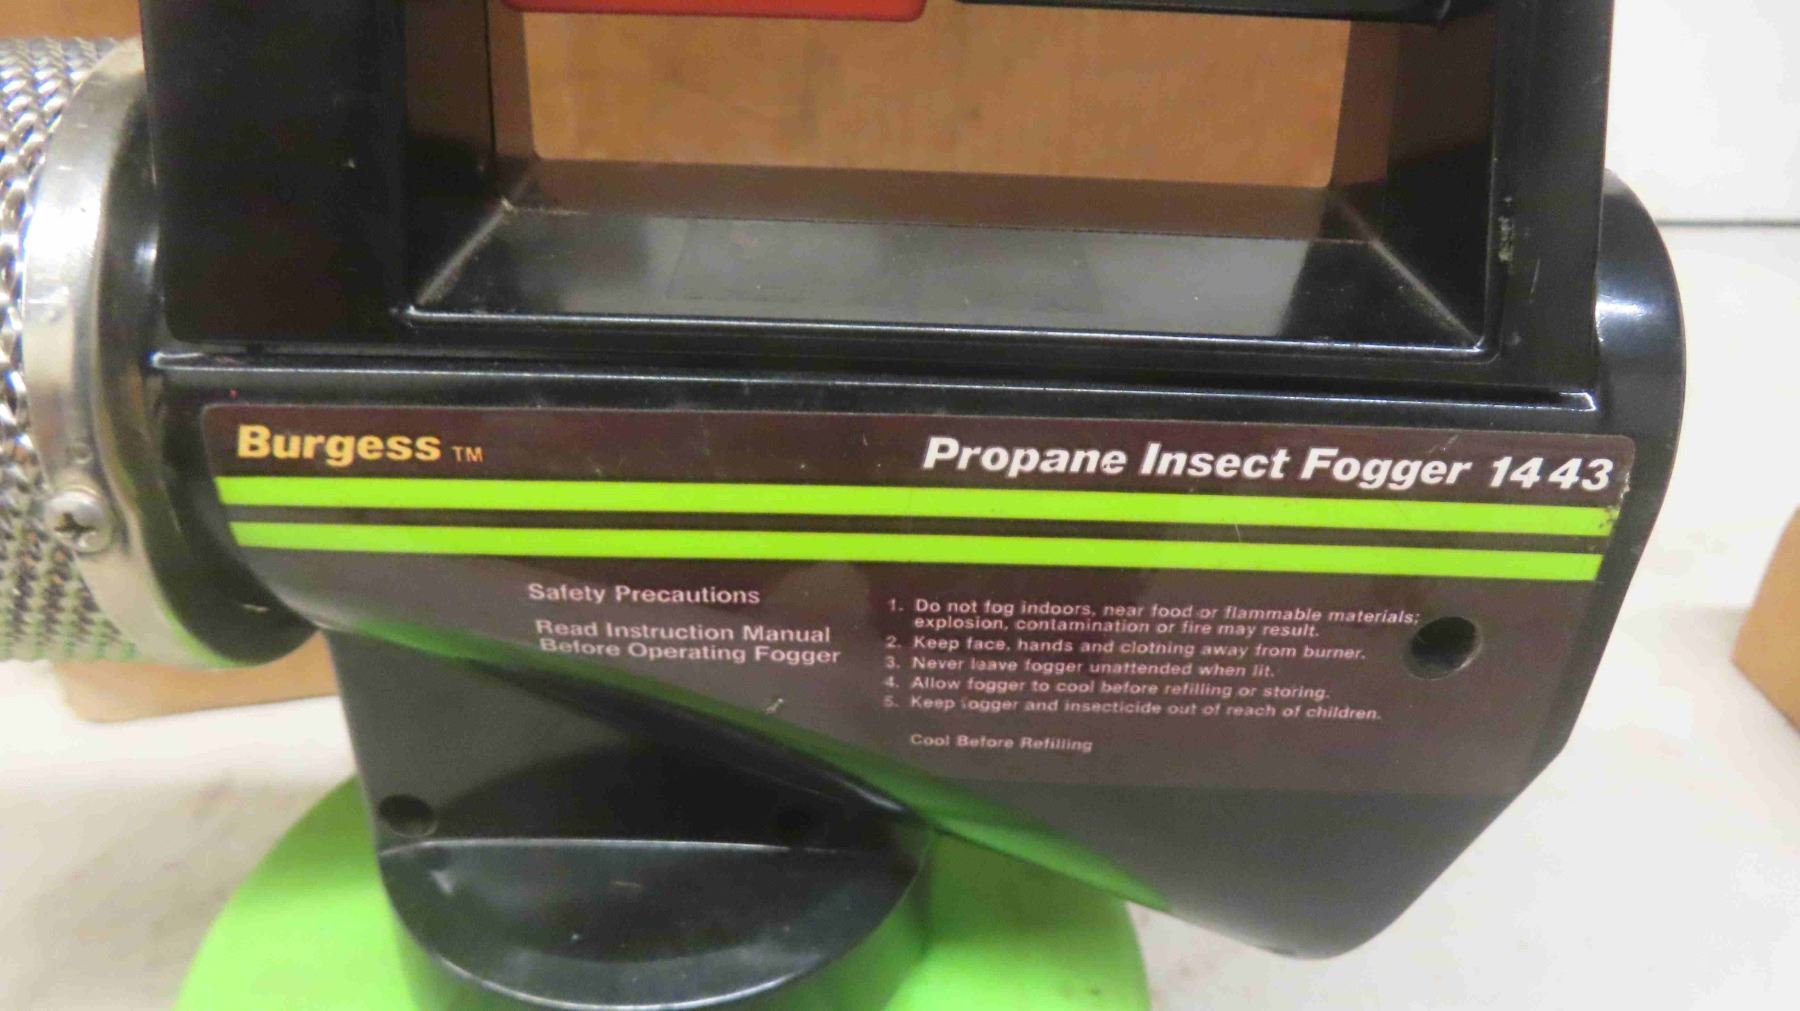 Burgess TM
Propane Insect Fogger 1443
Safety Precautions
Read Instruction Manual
Before Operating Fogger
1. Do not fog indoors, near food or flammable materials;
explosion, contamination or fire may result.
2. Keep face, hands and clothing away from burner.
3. Never leave fogger unattended when lit.
4. Allow fogger to cool before refilling or storing.
5. Keep fogger and insecticide out of reach of children.
Cool Before Refilling